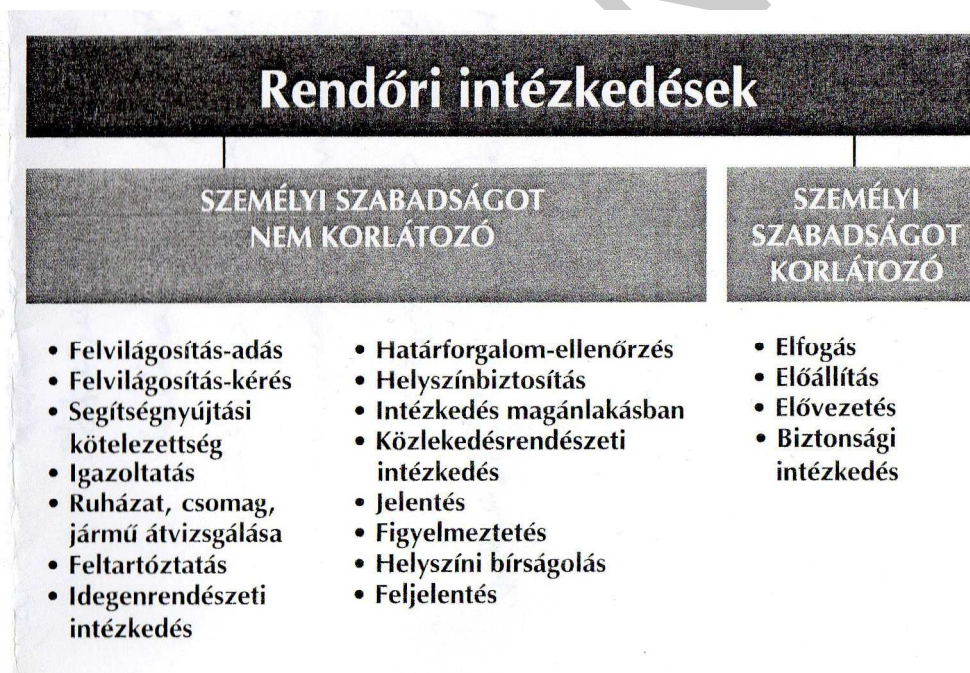 Rendőri intézkedések
SZEMÉLYI SZABADSÁGOT
NEM KORLÁTOZÓ
• Felvilágosítás-adás
• Felvilágosítás-kérés
• Segítségnyújtási
kötelezettség
• Igazoltatás
• Ruházat, csomag,
jármű átvizsgálása
• Feltartóztatás
• Idegenrendészeti
intézkedés
• Határforgalom-ellenőrzés
• Helyszínbiztosítás
• Intézkedés magánlakásban
• Közlekedésrendészeti
intézkedés
• Jelentés
• Figyelmeztetés
• Helyszíni bírságolás
• Feljelentés
SZEMÉLYI
SZABADSÁGOT
KORLÁTOZÓ
• Elfogás
• Előállítás
• Elővezetés
• Biztonsági
intézkedés